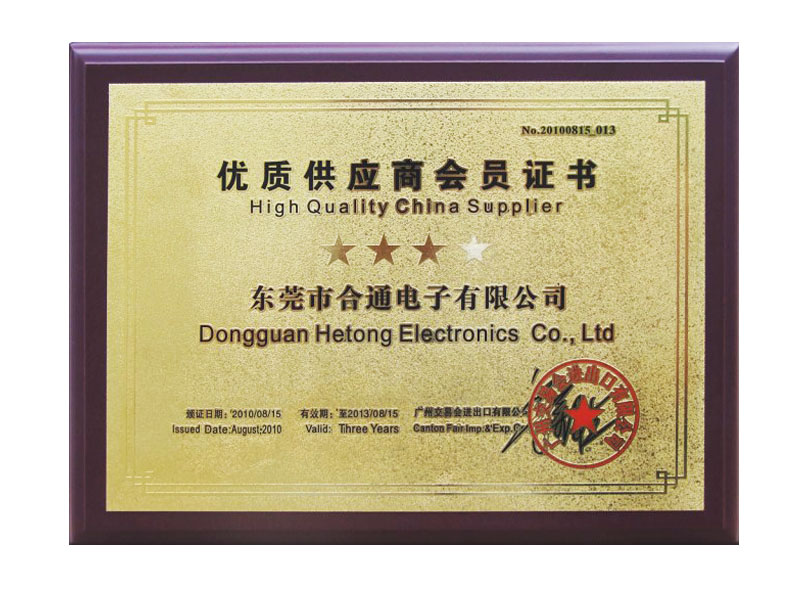 No.20100815_013
优质供应商会员证书
High Quality China Supplier
东莞市合通电子有限公司
Dongguan Hetong Electronics Co., Ltd
颁证日期：2010/08/15 有效期：至2013/08/15 广州交易会进出口有限公
Issued Date:August,2010 Valid: Three Years Canton Fair Imp.&Exp.